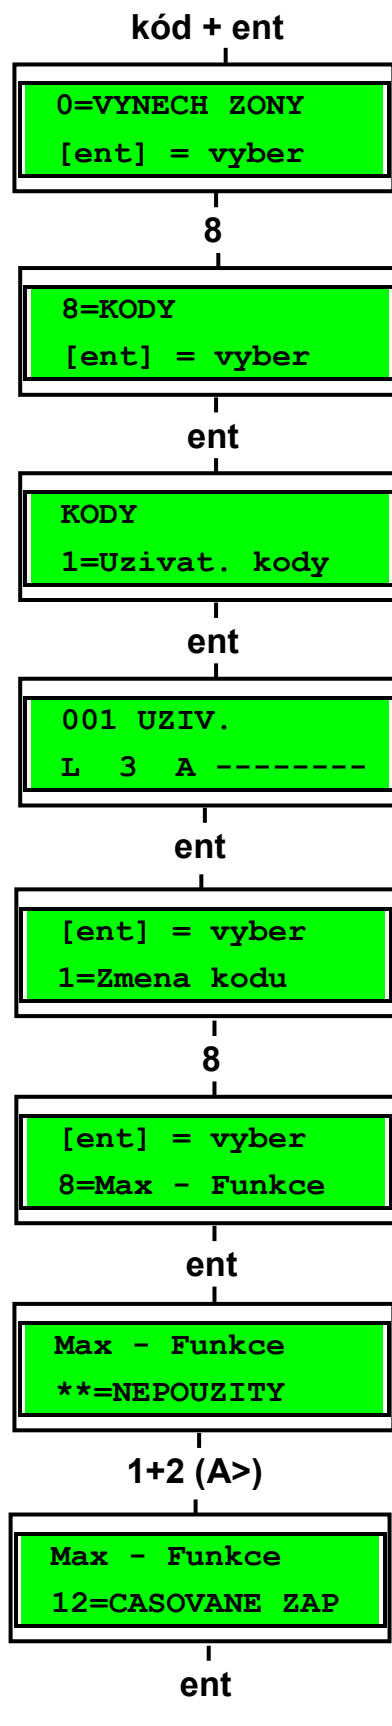 kód + ent
0=VYNECH ZONY
[ent] = vyber
8
8=KODY
[ent] = vyber
ent
KODY
1=Uzivat. kody
ent
001 UZIV.
L 3 A --------
ent
[ent] = vyber
1=Zmena kodu
8
[ent] = vyber
8=Max - Funkce
ent
Max - Funkce
**=NEPOUZITY
1+2 (A>)
Max - Funkce
12=CASOVANE ZAP
ent